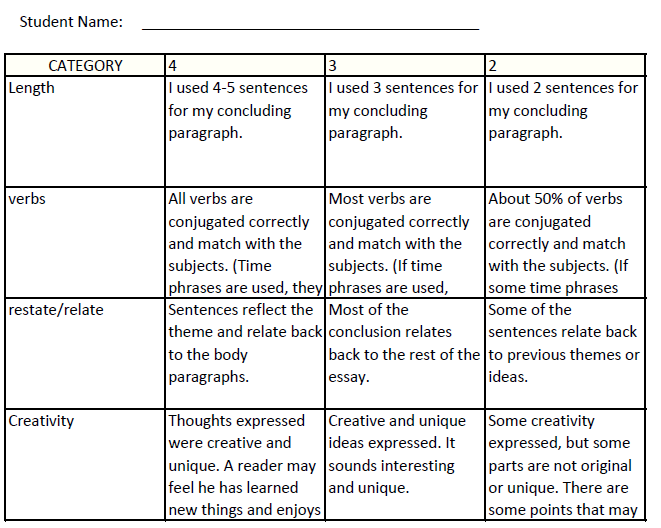 Student Name:
CATEGORY 4 3 2
Length
I used 4-5 sentences
for my concluding
paragraph.
I used 3 sentences for
my concluding
paragraph.
I used 2 sentences for
my concluding
paragraph.
verbs
All verbs are
conjugated correctly
and match with the
subjects. (Time
phrases are used, they
Most verbs are
conjugated correctly
and match with the
subjects. (If time
phrases are used,
About 50% of verbs
are conjugated
correctly and match
with the subjects. (If
some time phrases
restate/relate
Sentences reflect the
theme and relate back
to the body
paragraphs.
Most of the
conclusion relates
back to the rest of the
essay.
Some of the
sentences relate back
to previous themes or
ideas.
Creativity
Thoughts expressed
were creative and
unique. A reader may
feel he has learned
new things and enjoys
Creative and unique
ideas expressed. It
sounds interesting
and unique.
Some creativity
expressed, but some
parts are not original
or unique. There are
some points that may